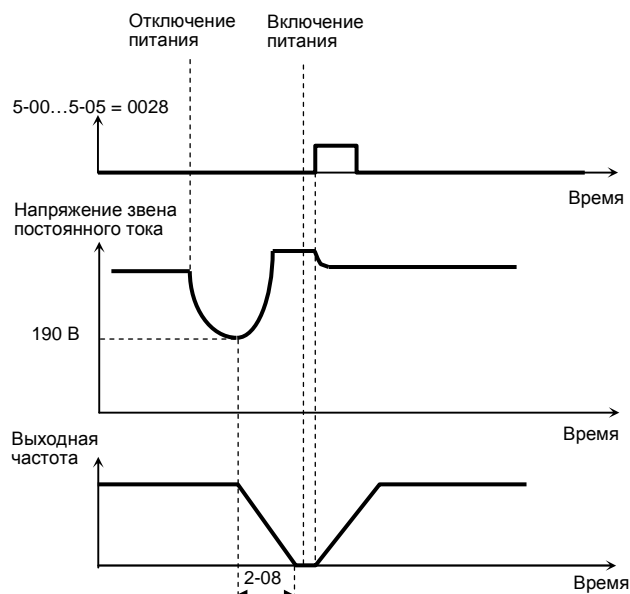 Отключение
питания
Включение
питания
5-00…5-05 = 0028
Время
Напряжение звена
постоянного тока
190 В
Время
Выходная
частота
2-08
Время